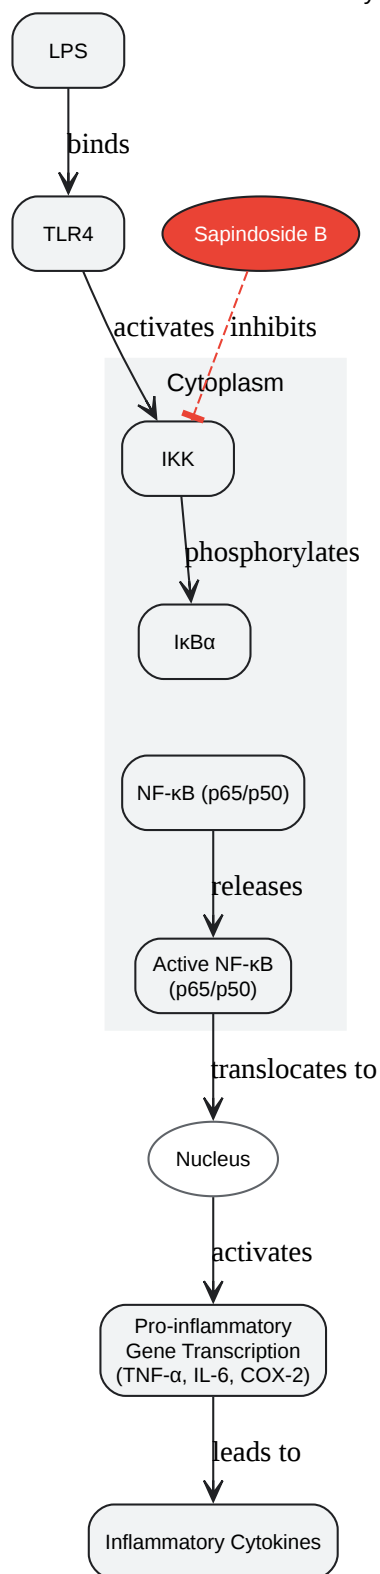 LPS
binds
TLR4
Sapindoside B
activates
inhibits
Cytoplasm
IKK
phosphorylates
IκBα
NF-κB (p65/p50)
releases
Active NF-κB
(p65/p50)
translocates to
Nucleus
activates
Pro-inflammatory
Gene Transcription
(TNF-α, IL-6, COX-2)
leads to
Inflammatory Cytokines